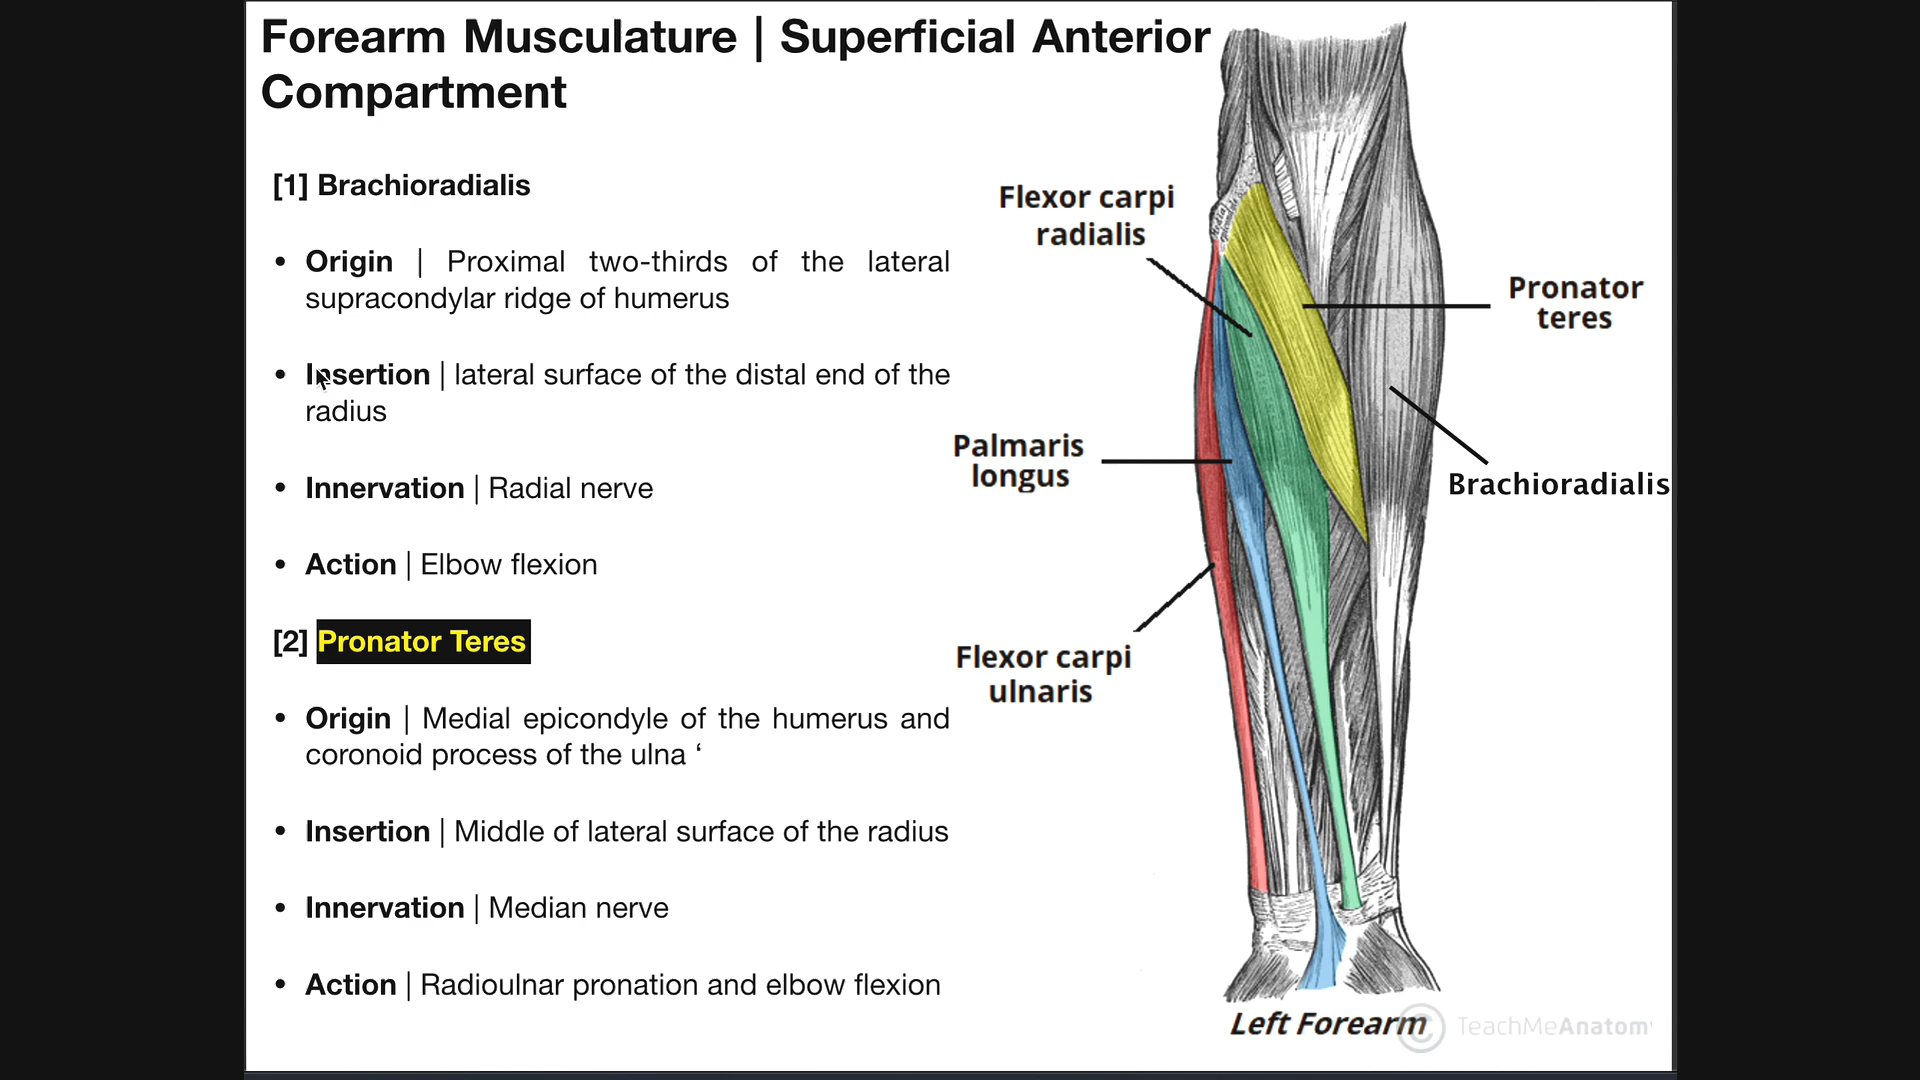 Forearm Musculature | Superficial Anterior
Compartment
[1] Brachioradialis
• Origin | Proximal two-thirds of the lateral
supracondylar ridge of humerus
• Insertion | lateral surface of the distal end of the
radius
• Innervation | Radial nerve
• Action | Elbow flexion
[2] Pronator Teres
• Origin | Medial epicondyle of the humerus and
coronoid process of the ulna ‘
• Insertion | Middle of lateral surface of the radius
• Innervation | Median nerve
• Action | Radioulnar pronation and elbow flexion
Flexor carpi
radialis
Pronator
teres
Palmaris
longus
Brachioradialis
Flexor carpi
ulnaris
Left Forearm
© TeachMeAnatomy